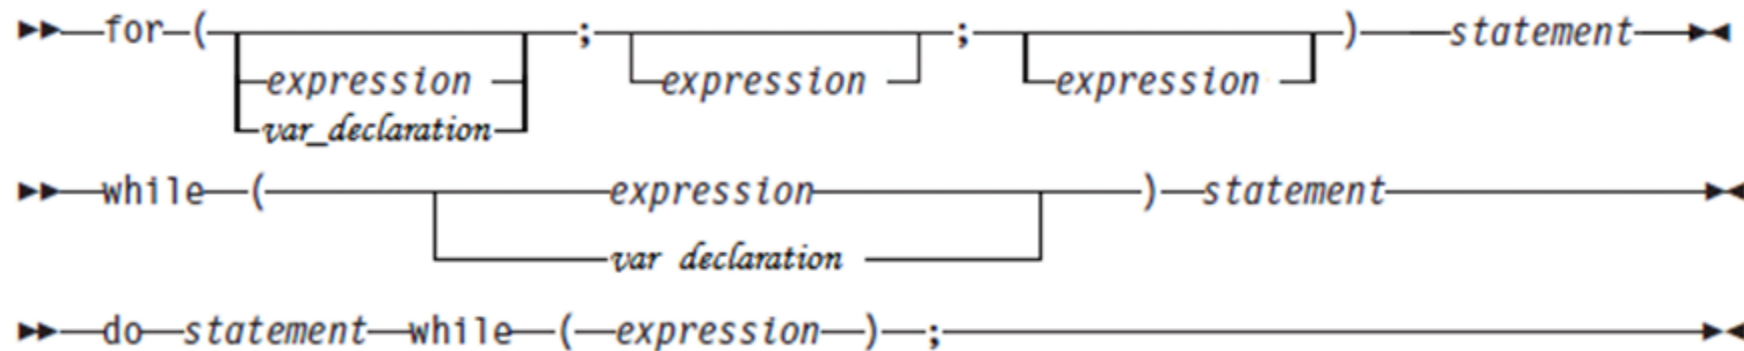 for ( ; ; ) statement
expression expression expression
var_declaration
while ( expression ) statement
var declaration
do statement while ( expression ) ;